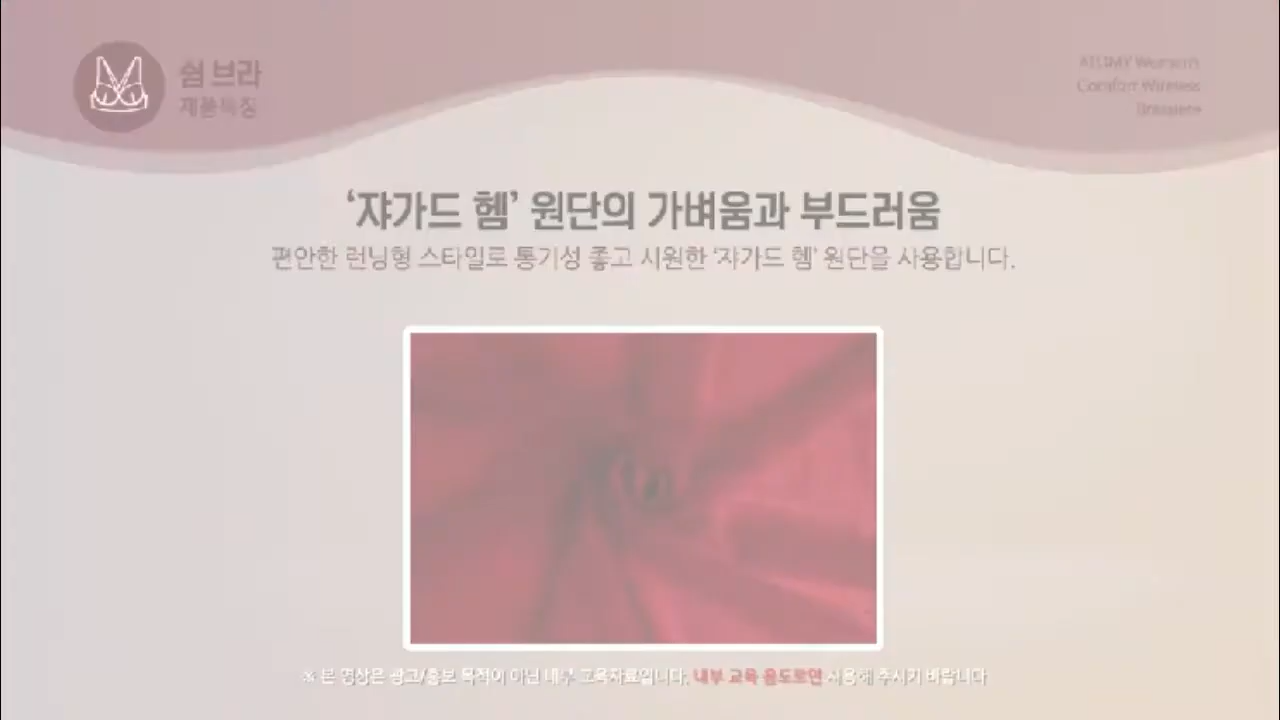 쉼 브라
제품특징
ATOMY Women's
Comfort Wireless
Brassiere
‘쟈가드 헴’ 원단의 가벼움과 부드러움
편안한 런닝형 스타일로 통기성 좋고 시원한 ‘쟈가드 헴’ 원단을 사용합니다.
※ 본 영상은 광고/홍보 목적이 아닌 내부 교육자료입니다. 내부 교육 용도로만 사용해 주시기 바랍니다